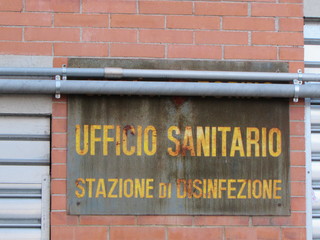 UFFICIO SANITARIO
STAZIONE di DISINFEZIONE